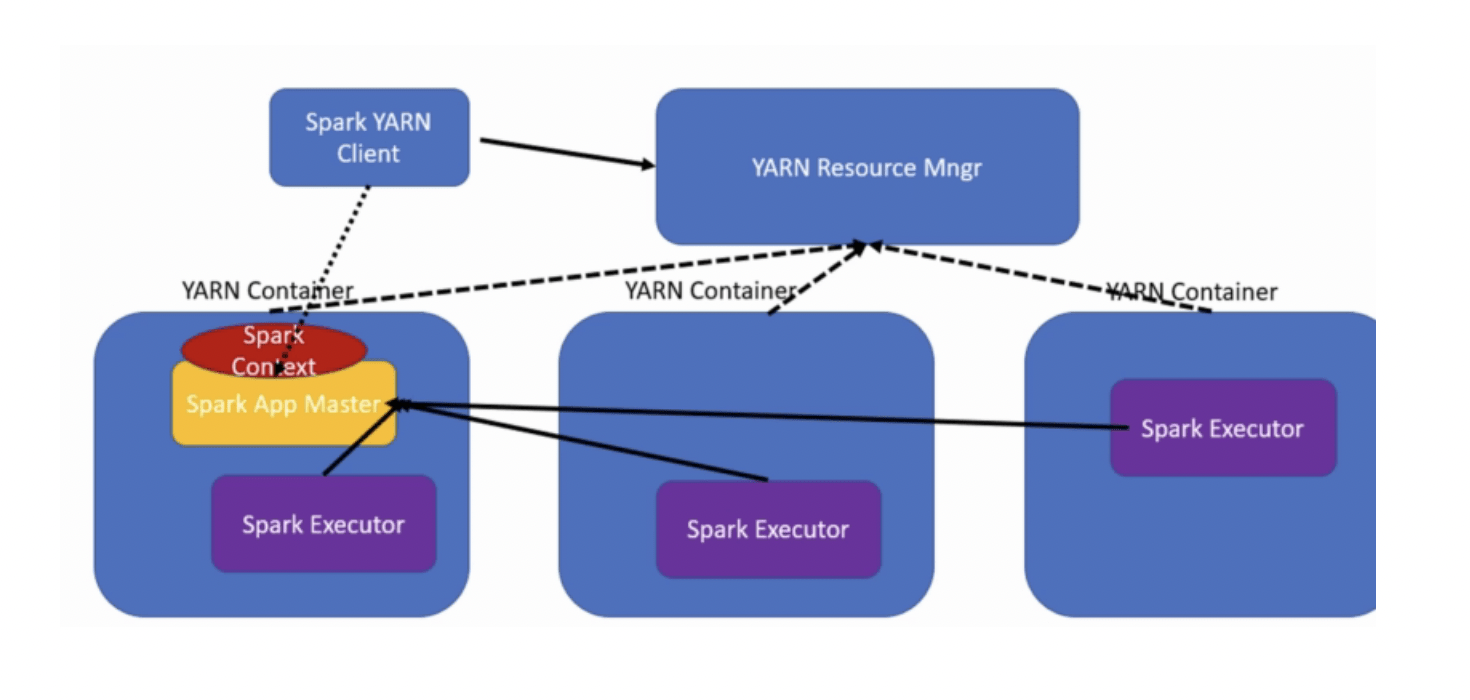 Spark YARN
Client
YARN Resource Mngr
YARN Container
YARN Container
YARN Container
Spark
Context
Spark App Master
Spark Executor
Spark Executor
Spark Executor